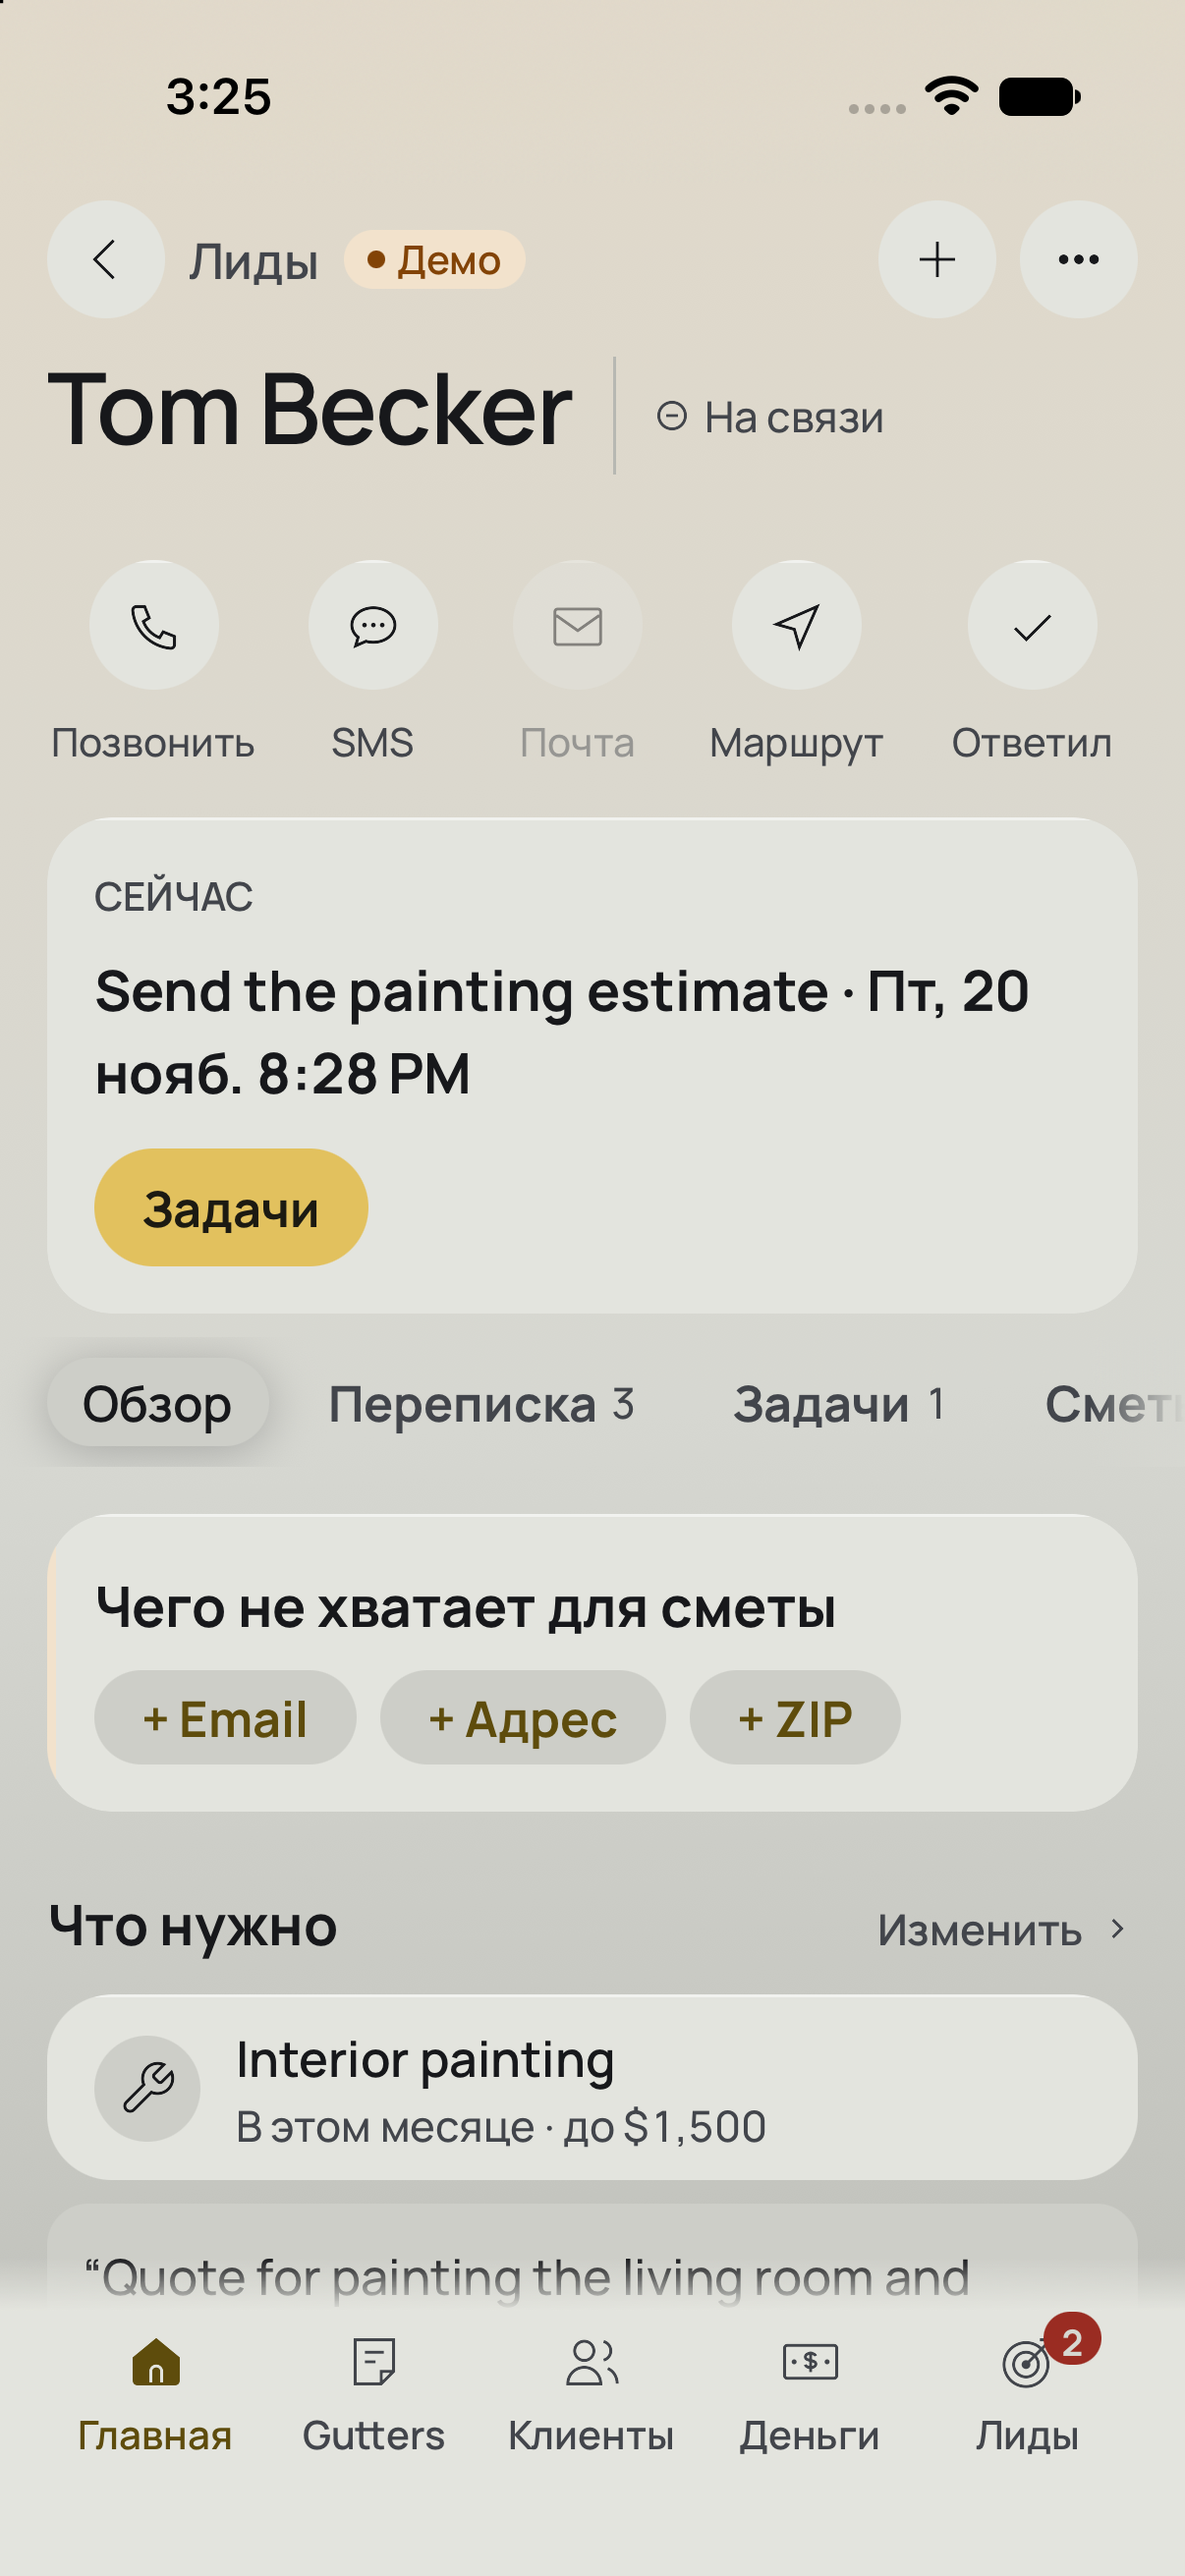 3:25
Лиды
Демо
Tom Becker
На связи
Позвонить
SMS
Почта
Маршрут
Ответил
СЕЙЧАС
Send the painting estimate · Пт, 20
нояб. 8:28 PM
Задачи
Обзор
Переписка 3
Задачи 1
Смет
Чего не хватает для сметы
+ Email
+ Адрес
+ ZIP
Что нужно
Изменить
Interior painting
В этом месяце · до $1,500
“Quote for painting the living room and
2
Главная
Gutters
Клиенты
Деньги
Лиды